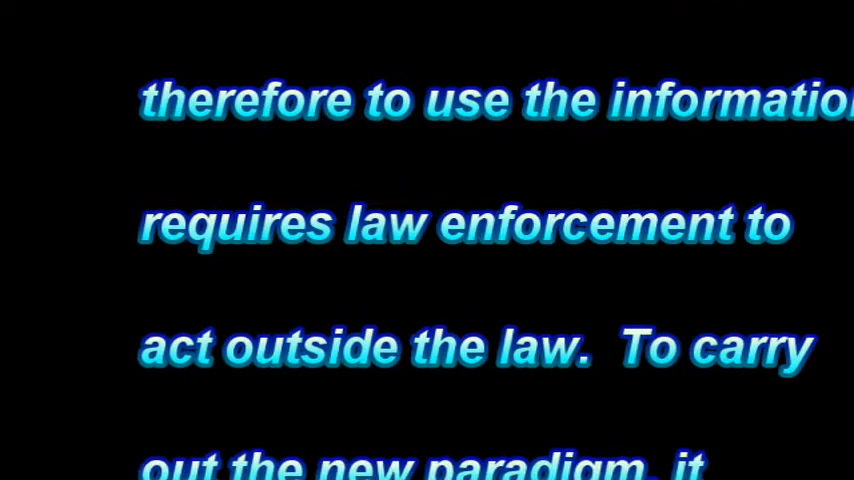 therefore to use the information
requires law enforcement to
act outside the law.  To carry
out the new paradigm, it